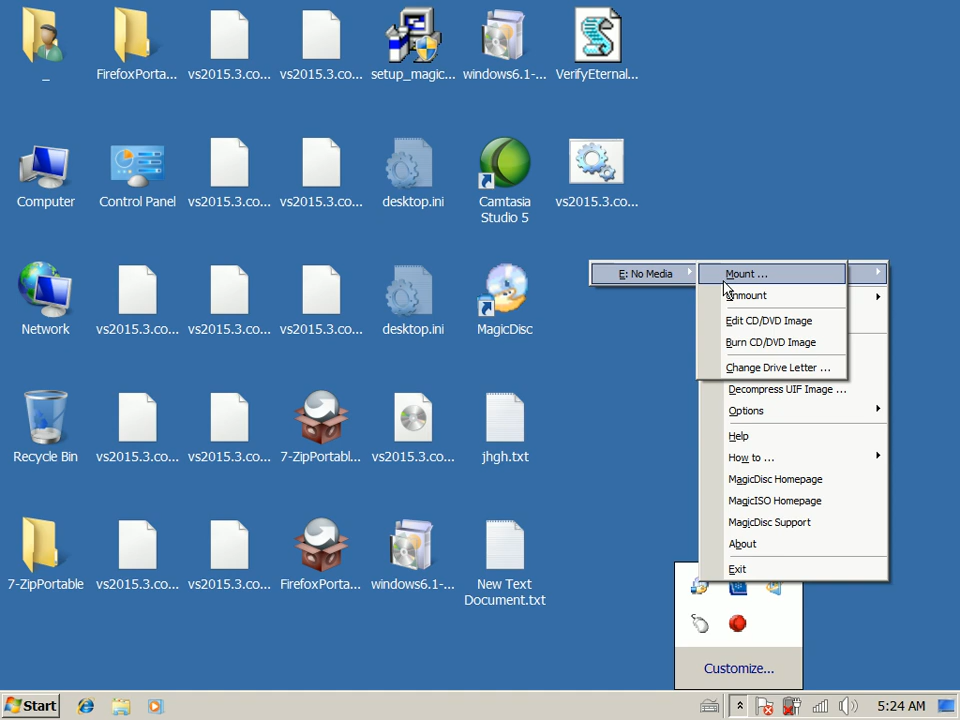 _
FirefoxPorta...
vs2015.3.co...
vs2015.3.co...
setup_magic...
windows6.1-...
VerifyEternal...
Computer
Control Panel
vs2015.3.co...
vs2015.3.co...
desktop.ini
Camtasia
Studio 5
vs2015.3.co...
Network
vs2015.3.co...
vs2015.3.co...
vs2015.3.co...
desktop.ini
MagicDisc
Recycle Bin
vs2015.3.co...
vs2015.3.co...
7-ZipPortabl...
vs2015.3.co...
jhgh.txt
7-ZipPortable
vs2015.3.co...
vs2015.3.co...
FirefoxPorta...
windows6.1-...
New Text
Document.txt
E: No Media
Mount ...
Unmount
Edit CD/DVD Image
Burn CD/DVD Image
Change Drive Letter ...
Decompress UIF Image ...
Options
Help
How to ...
MagicDisc Homepage
MagicISO Homepage
MagicDisc Support
About
Exit
Customize...
Start
5:24 AM